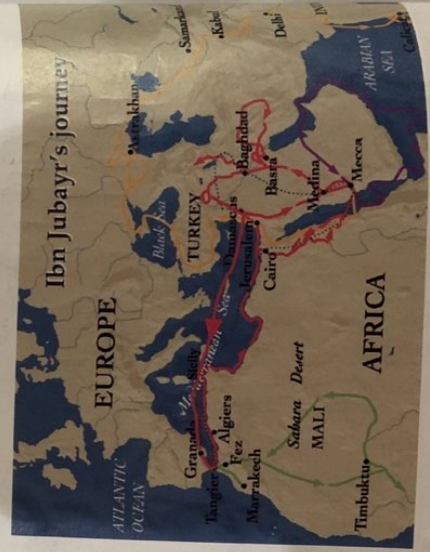 Ibn Jubayr's journey
EUROPE
ATLANTIC
OCEAN
Astrakhan
Samarkand
Kabul
Delhi
Black Sea
TURKEY
Sicily
Mediterranean Sea
Granada
Algiers
Tangier
Fez
Marrakech
Damascus
Jerusalem
Cairo
Baghdad
Basra
Medina
Mecca
ARABIAN
SEA
Sahara Desert
MALI
AFRICA
Timbuktu